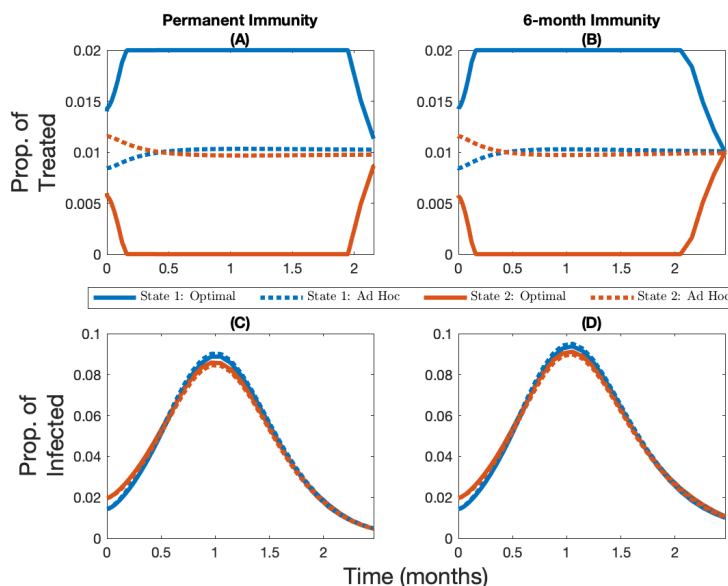 Permanent Immunity
(A)
6-month Immunity
(B)
Prop. of
Treated
0.02
0.015
0.01
0.005
0
0 0.5 1 1.5 2
0.02
0.015
0.01
0.005
0
0 0.5 1 1.5 2
State 1: Optimal State 1: Ad Hoc State 2: Optimal State 2: Ad Hoc
(C)
(D)
Prop. of
Infected
0.1
0.08
0.06
0.04
0.02
0
0 0.5 1 1.5 2
0.1
0.08
0.06
0.04
0.02
0
0 0.5 1 1.5 2
Time (months)